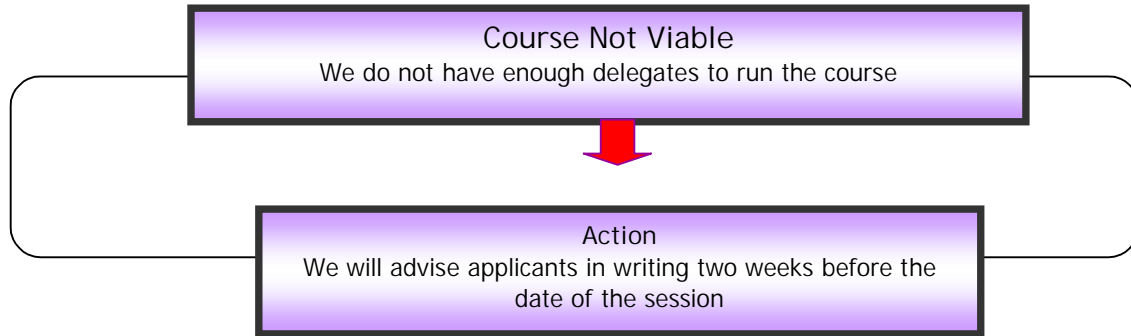 Course Not Viable
We do not have enough delegates to run the course
Action
We will advise applicants in writing two weeks before the
date of the session